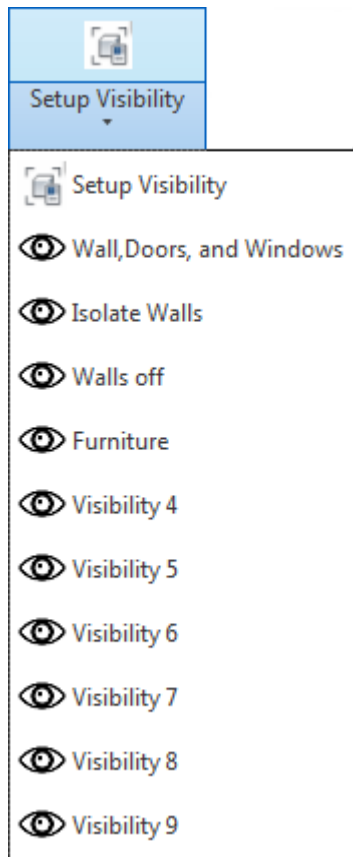 Setup Visibility
Setup Visibility
Wall,Doors, and Windows
Isolate Walls
Walls off
Furniture
Visibility 4
Visibility 5
Visibility 6
Visibility 7
Visibility 8
Visibility 9